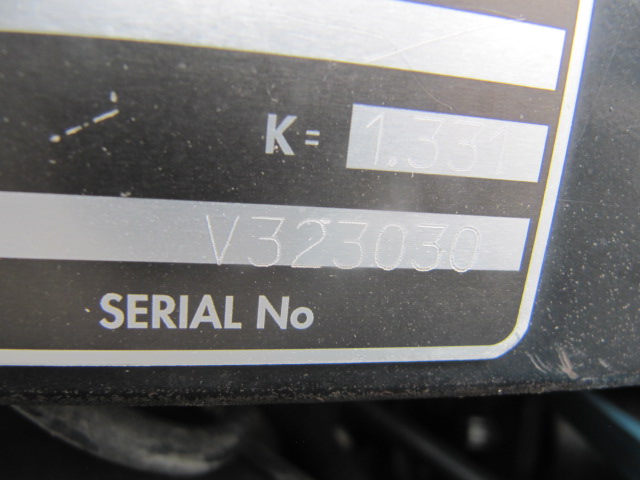 K= 1.331
V323030
SERIAL No